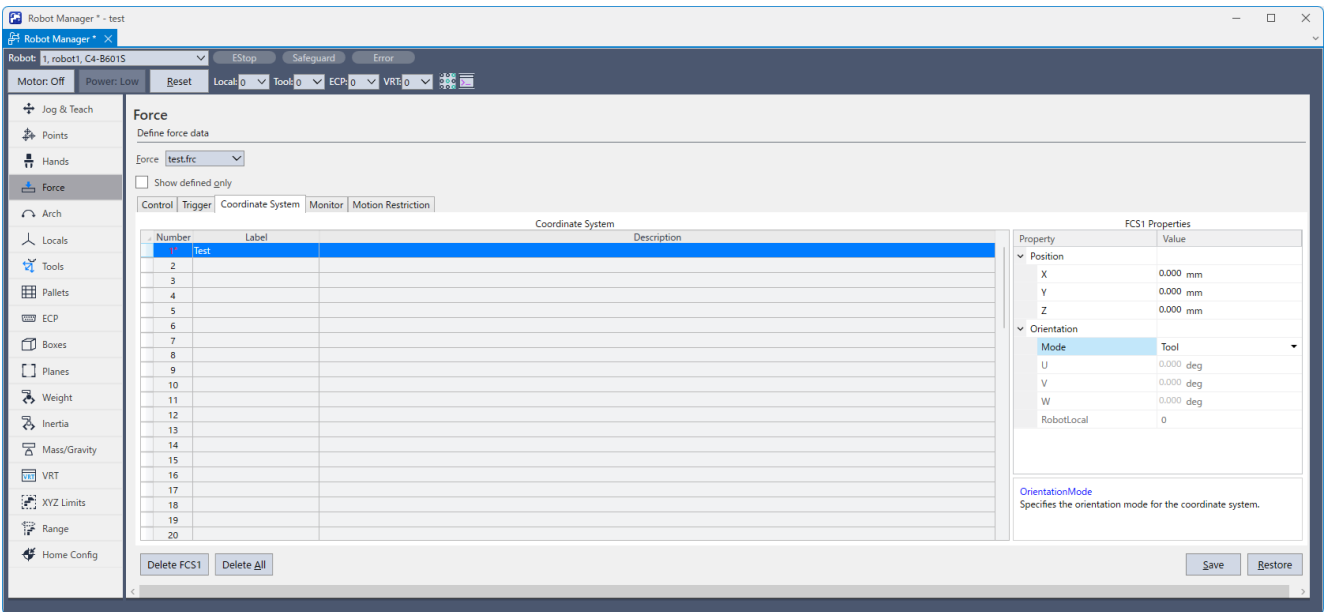 Robot Manager * - test
Robot Manager *
Robot: 1, robot1, C4-B601S EStop Safeguard Error
Motor: Off Power: Low Reset Local: 0 Tool: 0 ECP: 0 VRT: 0
Jog & Teach
Points
Hands
Force
Arch
Locals
Tools
Pallets
ECP
Boxes
Planes
Weight
Inertia
Mass/Gravity
VRT VRT
XYZ Limits
Range
Home Config
Force
Define force data
Force test.frc
Show defined only
Control Trigger Coordinate System Monitor Motion Restriction
Coordinate System
Number Label Description
1* Test
2
3
4
5
6
7
8
9
10
11
12
13
14
15
16
17
18
19
20
FCS1 Properties
Property Value
Position
X 0.000 mm
Y 0.000 mm
Z 0.000 mm
Orientation
Mode Tool
U 0.000 deg
V 0.000 deg
W 0.000 deg
RobotLocal 0
OrientationMode
Specifies the orientation mode for the coordinate system.
Delete FCS1 Delete All Save Restore